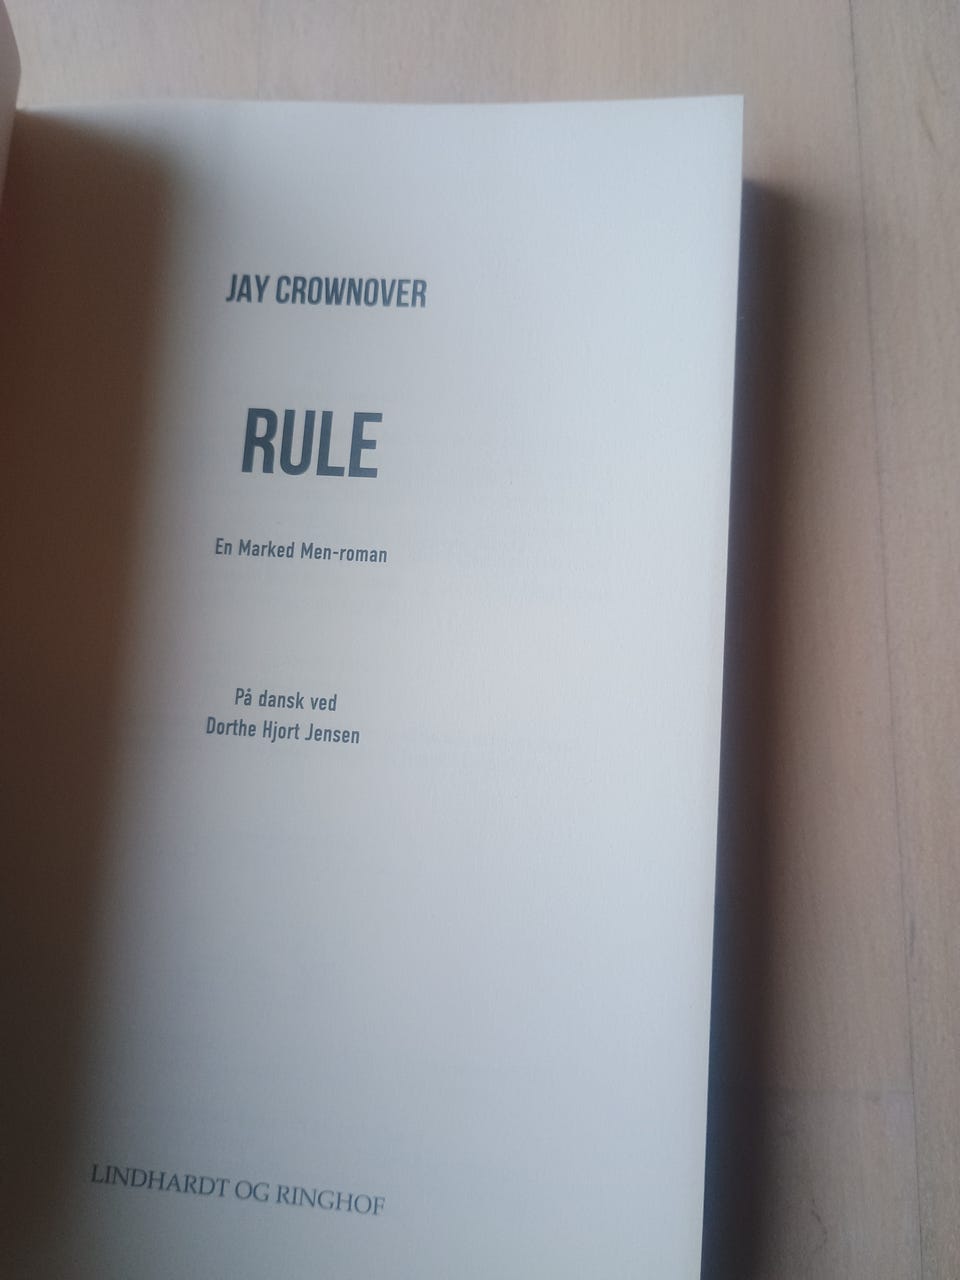 JAY CROWNOVER
RULE
En Marked Men-roman
På dansk ved
Dorthe Hjort Jensen
LINDHARDT OG RINGHOF